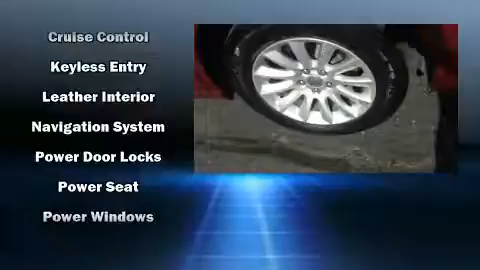 Cruise Control
Keyless Entry
Leather Interior
Navigation System
Power Door Locks
Power Seat
Power Windows